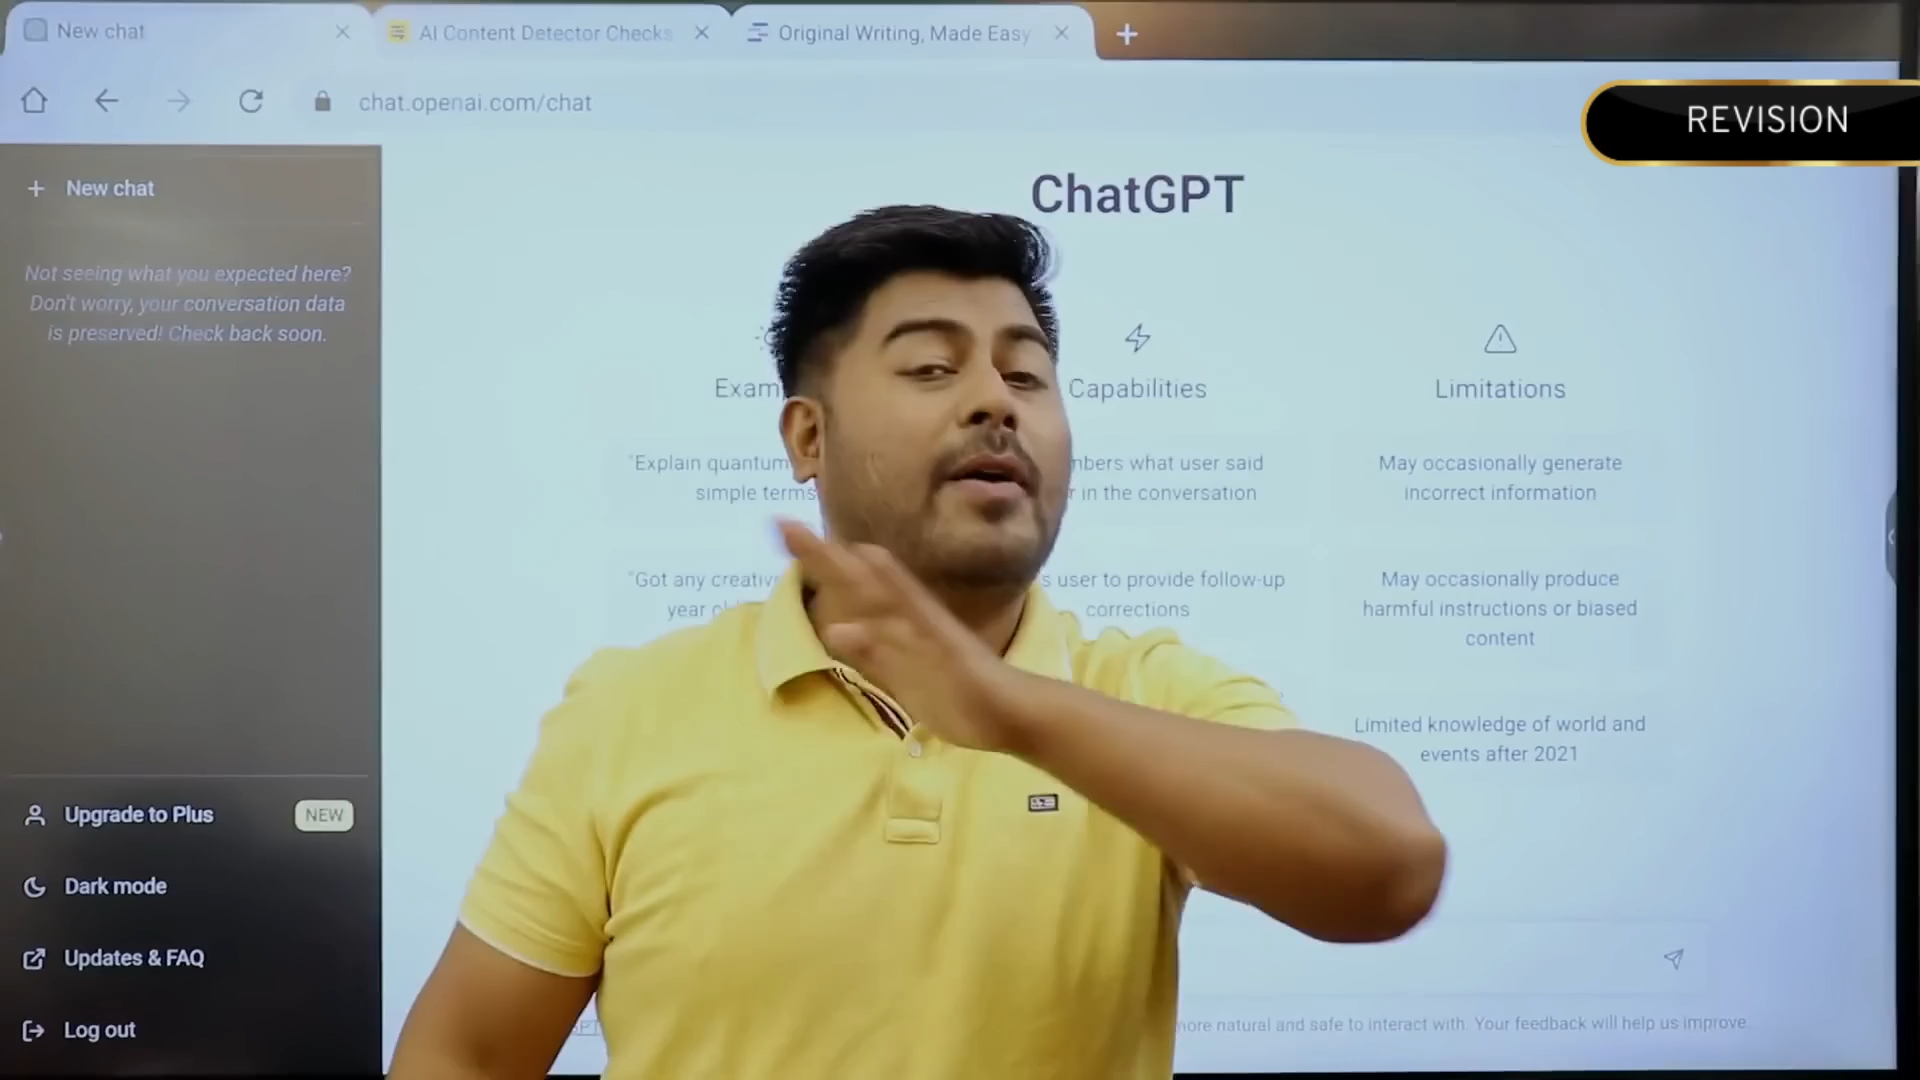 New chat
AI Content Detector Checks
Original Writing, Made Easy
chat.openai.com/chat
REVISION
New chat
ChatGPT
Not seeing what you expected here?
Don't worry, your conversation data
is preserved! Check back soon.
Capabilities
Limitations
"Explain quantum
simple terms
what user said
in the conversation
May occasionally generate
incorrect information
"Got any
year
user to provide follow-up
corrections
May occasionally produce
harmful instructions or biased
content
Limited knowledge of world and
events after 2021
Upgrade to Plus
NEW
Dark mode
Updates & FAQ
Log out
more natural and safe to interact with. Your feedback will help us improve.